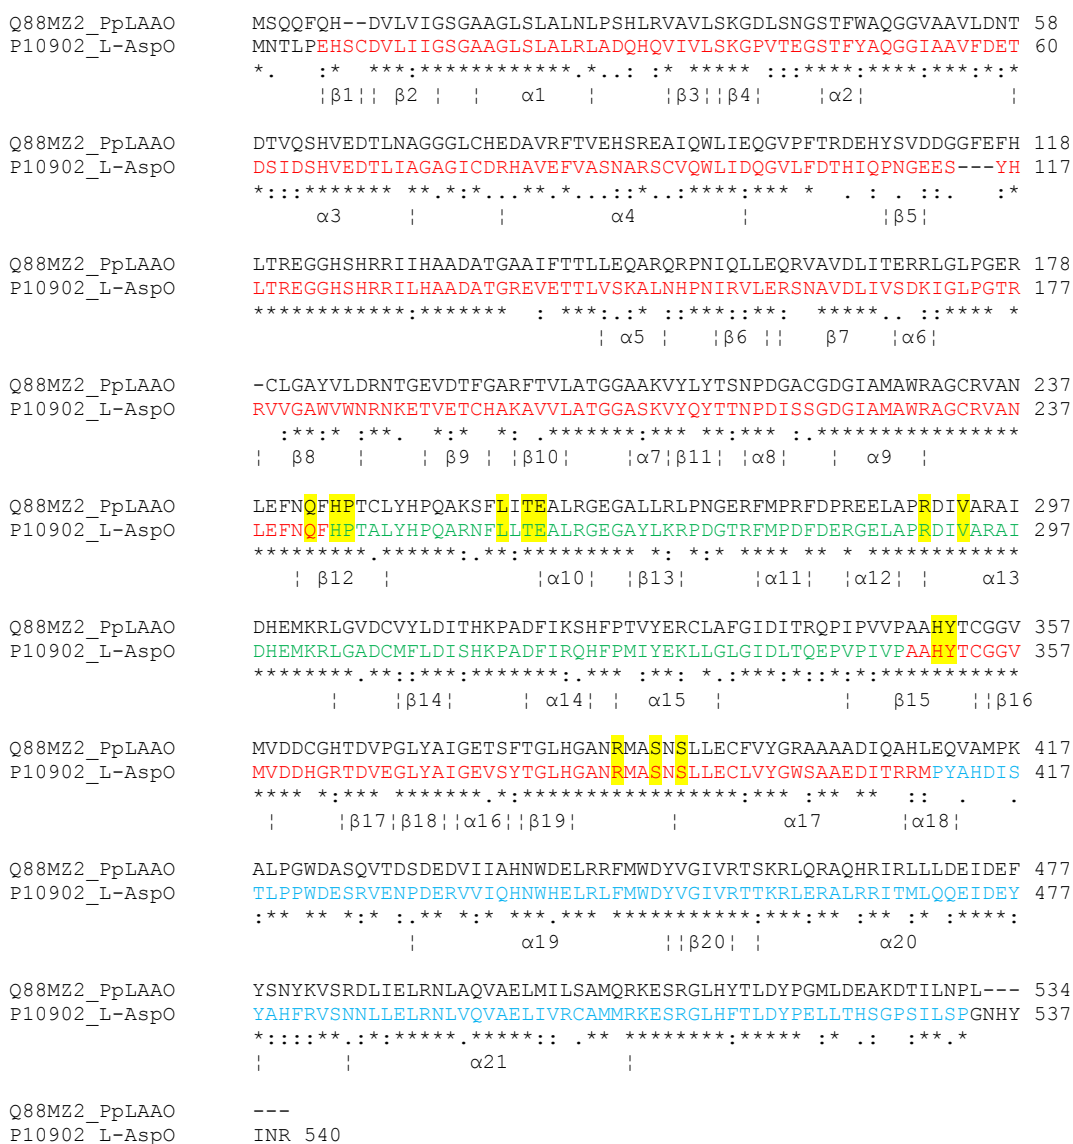 Q88MZ2_PpLAAO MSQQFQH--DVLVIGSGAAGLSLALNLPSHLRVAVLSKGDLSNGSTFWAQGGVAAVLDNT 58
P10902_L-AspO MNTLPEHSCDVLIIGSGAAGLSLALRLADQHQVIVLSKGPVTEGSTFYAQGGIAAVFDET 60
*. :* ***:************.*..: :* ***** :::****:****:***:*:*
¦β1¦¦ β2 ¦ ¦ α1 ¦ ¦β3¦¦β4¦ ¦α2¦ ¦
Q88MZ2_PpLAAO DTVQSHVEDTLNAGGGLCHEDAVRFTVEHSREAIQWLIEQGVPFTRDEHYSVDDGGFEFH 118
P10902_L-AspO DSIDSHVEDTLIAGAGICDRHAVEFVASNARSCVQWLIDQGVLFDTHIQPNGEES---YH 117
*:::******* **.*:*...**.*...::*..:****:*** * . : .:: :*
α3 ¦ ¦ α4 ¦ ¦β5¦
Q88MZ2_PpLAAO LTREGGHSHRRIIHAADATGAAIFTTLLEQARQRPNIQLLEQRVAVDLITERRLGLPGER 178
P10902_L-AspO LTREGGHSHRRILHAADATGREVETTLVSKALNHPNIRVLERSNAVDLIVSDKIGLPGTR 177
************:******* : ***:.:* ::***::**: *****.. ::**** *
¦ α5 ¦ ¦β6 ¦¦ β7 ¦α6¦
Q88MZ2_PpLAAO -CLGAYVLDRNTGEVDTFGARFTVLATGGAAKVYLYTSNPDGACGDGIAMAWRAGCRVAN 237
P10902_L-AspO RVVGAWVWNRNKETVETCHAKAVVLATGGASKVYQYTTNPDISSGDGIAMAWRAGCRVAN 237
:**:* :**. *:* *: .*******:*** **:*** :.****************
¦ β8 ¦ ¦ β9 ¦ ¦β10¦ ¦α7¦β11¦ ¦α8¦ ¦ α9 ¦
Q88MZ2_PpLAAO LEFNQFHPTCLYHPQAKSFLITEALRGEGALLRLPNGERFMPRFDPREELAPRDIVARAI 297
P10902_L-AspO LEFNQFHPTALYHPQARNFLLTEALRGEGAYLKRPDGTRFMPDFDERGELAPRDIVARAI 297
*********.******:.**:********* *: *:* **** ** * ************
¦ β12 ¦ ¦α10¦ ¦β13¦ ¦α11¦ ¦α12¦ ¦ α13
Q88MZ2_PpLAAO DHEMKRLGVDCVYLDITHKPADFIKSHFPTVYERCLAFGIDITRQPIPVVPAAHYTCGGV 357
P10902_L-AspO DHEMKRLGADCMFLDISHKPADFIRQHFPMIYEKLLGLGIDLTQEPVPIVPAAHYTCGGV 357
********.**::***:*******:.*** :**: *.:***:*::*:*:***********
¦ ¦β14¦ ¦α14¦ ¦ α15 ¦ ¦ β15 ¦¦β16
Q88MZ2_PpLAAO MVDDCGHTDVPGLYAIGETSFTGLHGANRMASNSLLECFVYGRAAAADIQAHLEQVAMPK 417
P10902_L-AspO MVDDHGRTDVEGLYAIGEVSYTGLHGANRMASNSLLECLVYGWSAAEDITRRMPYAHDIS 417
**** *:*** *******.*:*****************:*** :** ** :: . .
¦ ¦β17¦β18¦¦α16¦¦β19¦ ¦ α17 ¦α18¦
Q88MZ2_PpLAAO ALPGWDASQVTDSDEDVIIAHNWDELRRFMWDYVGIVRTSKRLQRAQHRIRLLLDEIDEF 477
P10902_L-AspO TLPPWDESRVENPDERVVIQHNWHELRLFMWDYVGIVRTTKRLERALRRITMLQQEIDEY 477
:** ** *:* :.** *:* ***.*** ***********:***:** :** :* :****:
¦ α19 ¦¦β20¦ ¦ α20
Q88MZ2_PpLAAO YSNYKVSRDLIELRNLAQVAELMILSAMQRKESRGLHYTLDYPGMLDEAKDTILNPL--- 534
P10902_L-AspO YAHFRVSNNLLELRNLVQVAELIVRCAMMRKESRGLHFTLDYPELLTHSGPSILSPGNHY 537
*::::**.:*:*****.*****:: .** ********:***** :* .: :**.*
¦ ¦ α21 ¦
Q88MZ2_PpLAAO ---
P10902_L-AspO INR 540